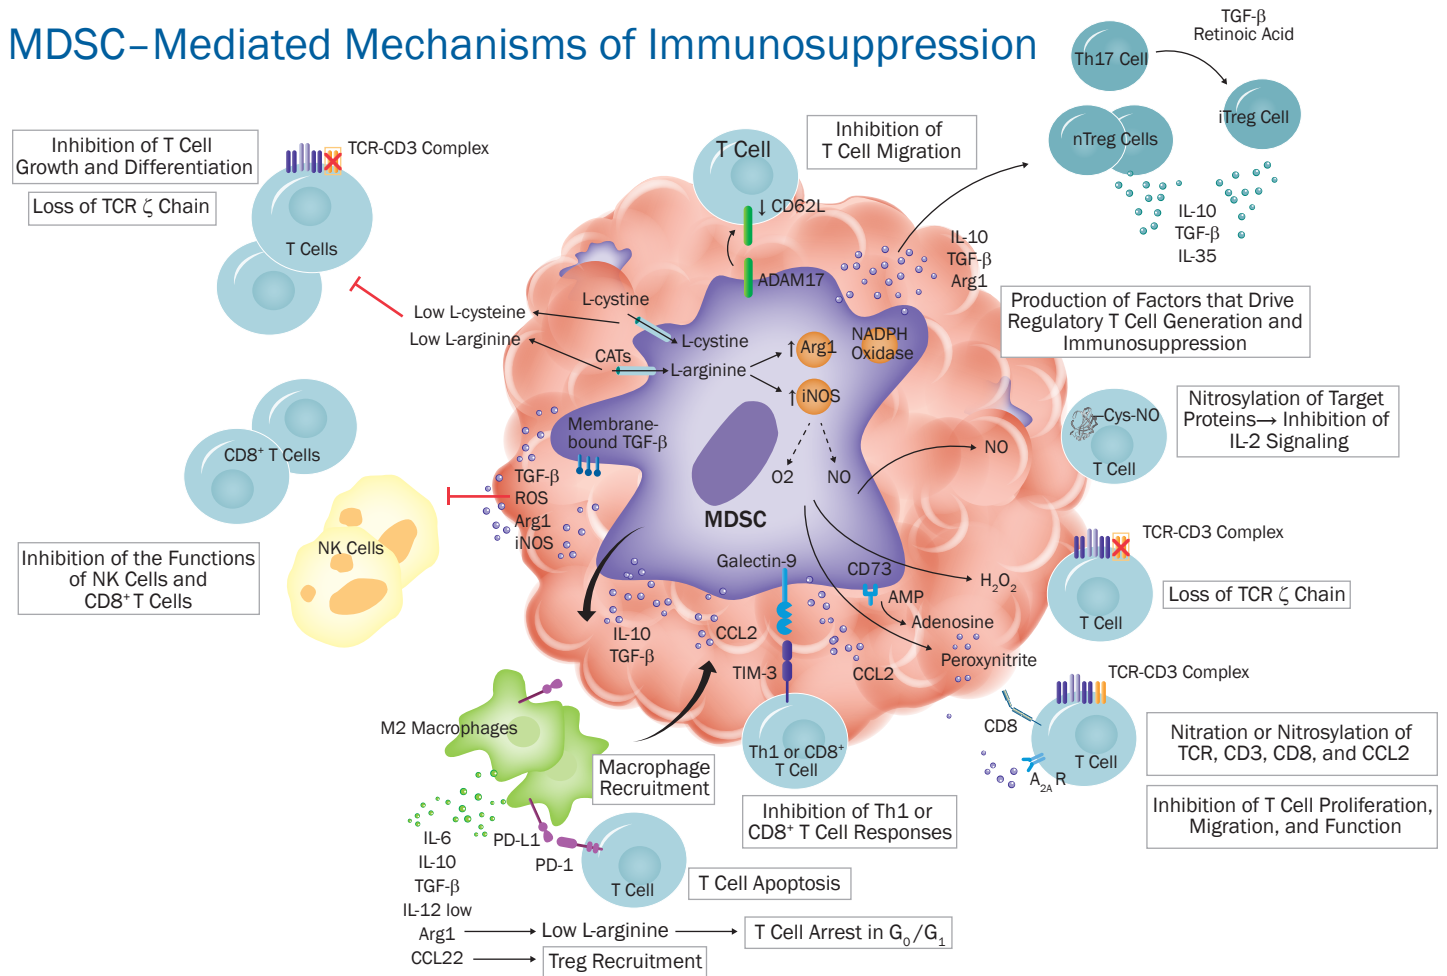 MDSC–Mediated Mechanisms of Immunosuppression
TGF-β
Retinoic Acid
Th17 Cell
iTreg Cell
nTreg Cells
IL-10
TGF-β
IL-35
Inhibition of T Cell
Growth and Differentiation
Loss of TCR ζ Chain
TCR-CD3 Complex
T Cells
T Cell
↓ CD62L
ADAM17
Inhibition of
T Cell Migration
IL-10
TGF-β
Arg1
Production of Factors that Drive
Regulatory T Cell Generation and
Immunosuppression
Low L-cysteine
Low L-arginine
L-cystine
L-cystine
CATs
L-arginine
↑ Arg1
↑ iNOS
NADPH
Oxidase
O2
NO
MDSC
Membrane-
bound TGF-β
TGF-β
ROS
Arg1
iNOS
CD8⁺ T Cells
NK Cells
Inhibition of the Functions
of NK Cells and
CD8⁺ T Cells
NO
Cys-NO
T Cell
Nitrosylation of Target
Proteins→ Inhibition of
IL-2 Signaling
TCR-CD3 Complex
T Cell
Loss of TCR ζ Chain
H₂O₂
Galectin-9
CD73
AMP
Adenosine
Peroxynitrite
IL-10
TGF-β
CCL2
TIM-3
CCL2
Th1 or CD8⁺
T Cell
Inhibition of Th1 or
CD8⁺ T Cell Responses
TCR-CD3 Complex
CD8
T Cell
A₂A R
Nitration or Nitrosylation of
TCR, CD3, CD8, and CCL2
Inhibition of T Cell Proliferation,
Migration, and Function
M2 Macrophages
Macrophage
Recruitment
PD-L1
PD-1
T Cell
T Cell Apoptosis
IL-6
IL-10
TGF-β
IL-12 low
Arg1
Low L-arginine
T Cell Arrest in G₀/G₁
CCL22
Treg Recruitment